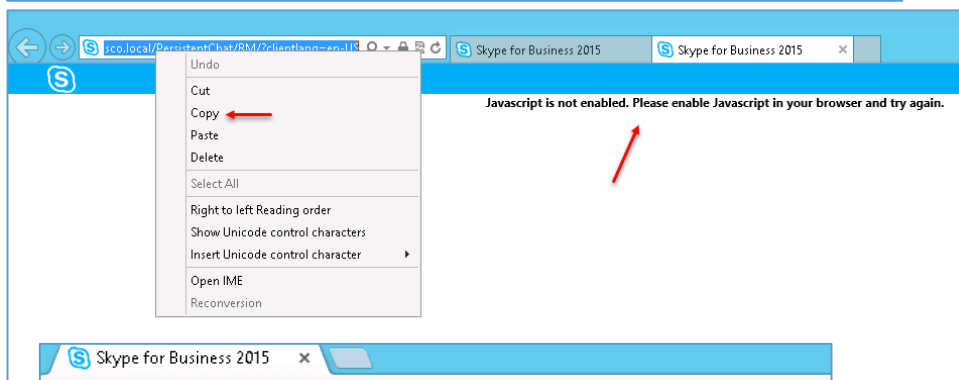 sco.local/PersistentChat/RM/?clientlang=en-US
Skype for Business 2015
Skype for Business 2015
Javascript is not enabled. Please enable Javascript in your browser and try again.
Undo
Cut
Copy
Paste
Delete
Select All
Right to left Reading order
Show Unicode control characters
Insert Unicode control character
Open IME
Reconversion
Skype for Business 2015